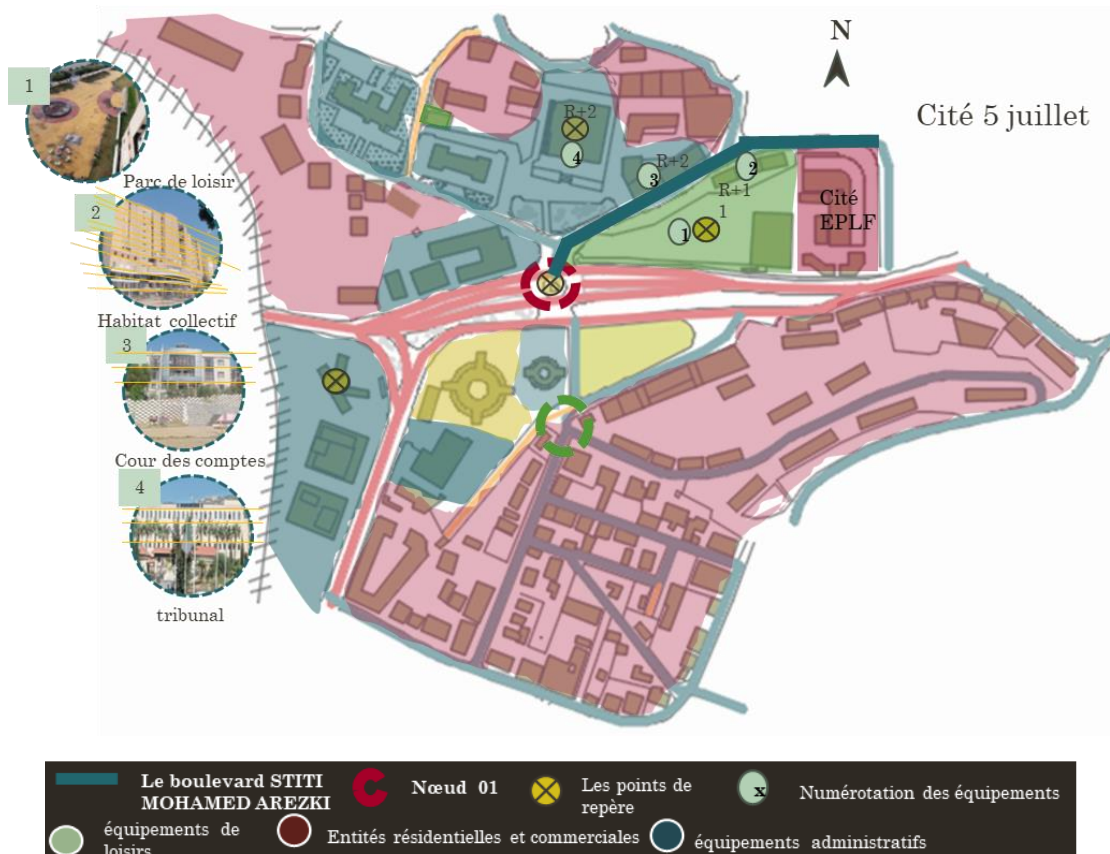 1
Parc de loisir
2
Habitat collectif
3
Cour des comptes
4
tribunal
N
Cité 5 juillet
R+2
4
R+2
3
2
R+1
1
1
Cité
EPLF
Le boulevard STITI
MOHAMED AREZKI
Nœud 01
Les points de
repère
x
Numérotation des équipements
équipements de
loisirs
Entités résidentielles et commerciales
équipements administratifs